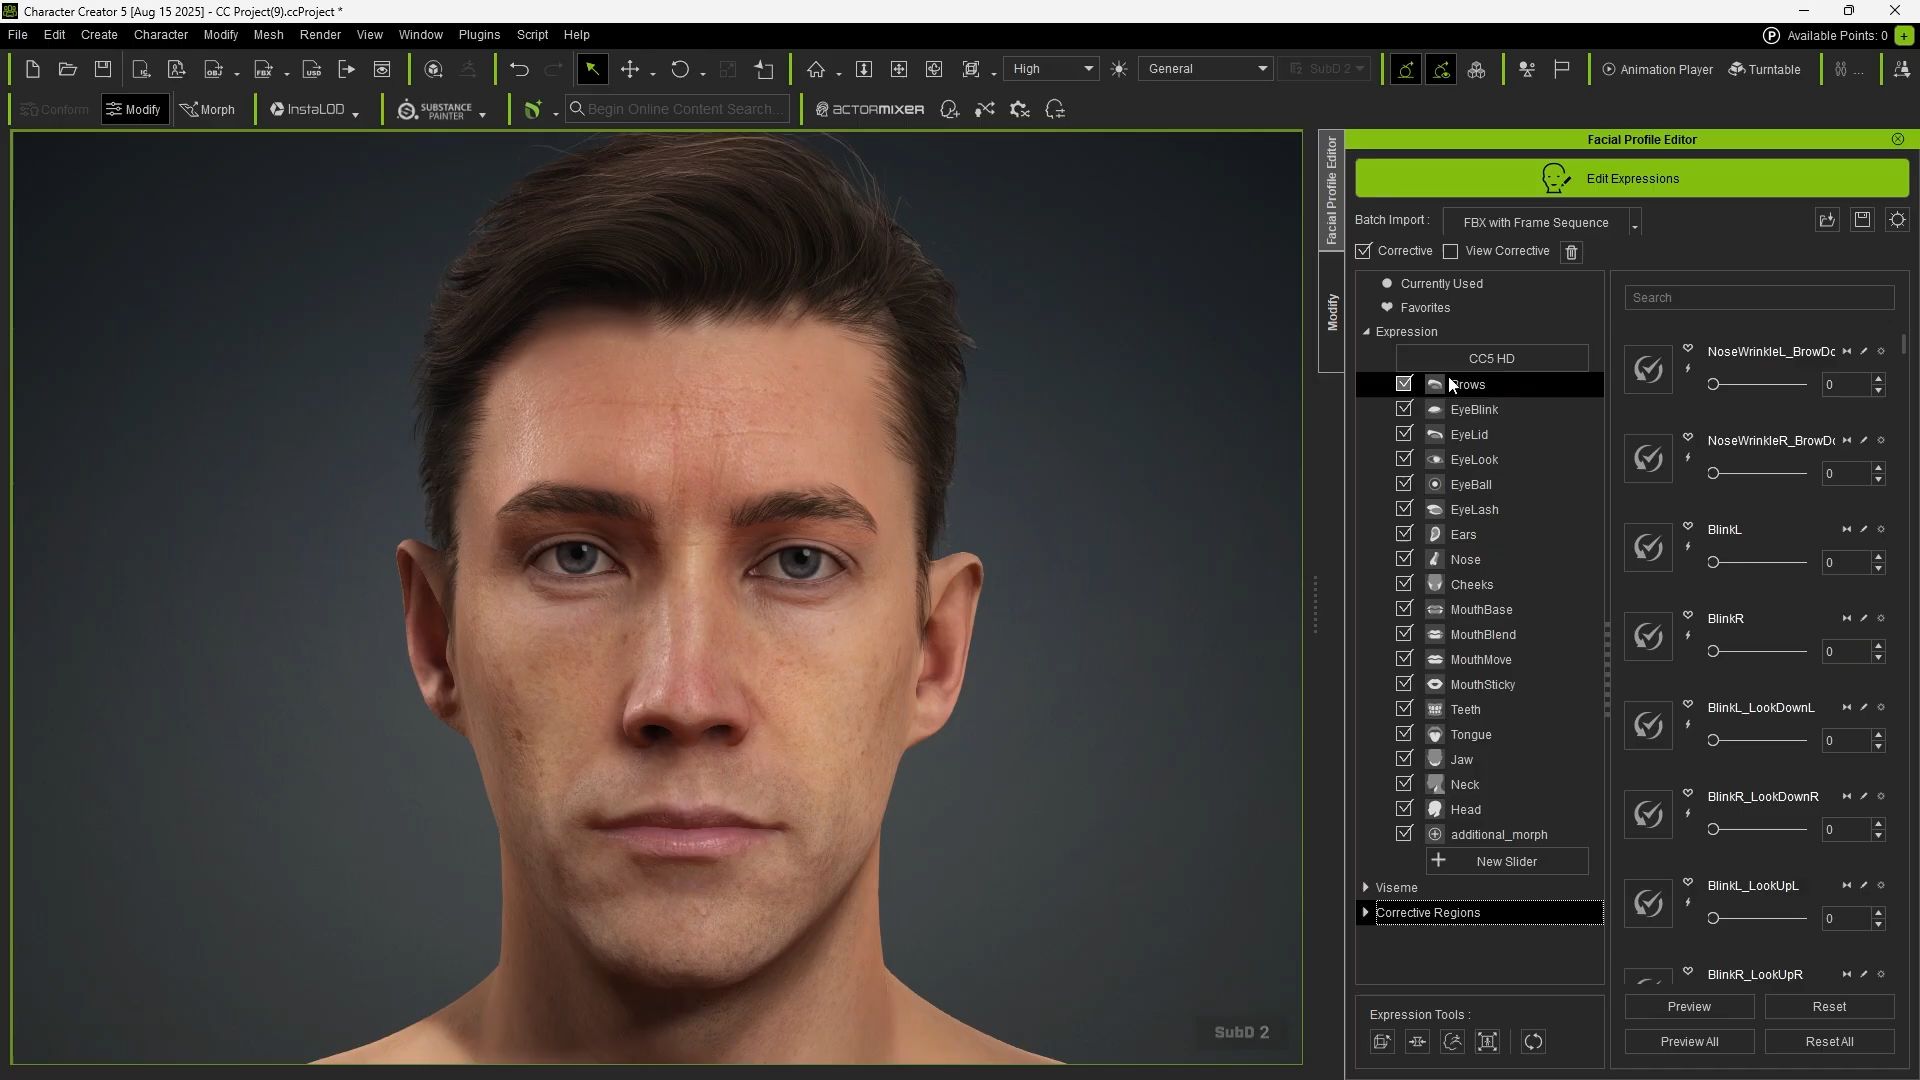 Character Creator 5 [Aug 15 2025] - CC Project(9).ccProject *
File Edit Create Character Modify Mesh Render View Window Plugins Script Help
P Available Points: 0 +
High General SubD 2 Animation Player Turntable ...
Conform Modify Morph InstaLOD SUBSTANCE PAINTER Begin Online Content Search... ACTORMIXER
Facial Profile Editor
Facial Profile Editor
Modify
Edit Expressions
Batch Import : FBX with Frame Sequence
Corrective View Corrective
Currently Used
Favorites
Expression
CC5 HD
Brows
EyeBlink
EyeLid
EyeLook
EyeBall
EyeLash
Ears
Nose
Cheeks
MouthBase
MouthBlend
MouthMove
MouthSticky
Teeth
Tongue
Jaw
Neck
Head
additional_morph
New Slider
Viseme
Corrective Regions
Expression Tools :
Search
NoseWrinkleL_BrowDc
0
NoseWrinkleR_BrowDc
0
BlinkL
0
BlinkR
0
BlinkL_LookDownL
0
BlinkR_LookDownR
0
BlinkL_LookUpL
0
BlinkR_LookUpR
Preview Reset
Preview All Reset All
SubD 2